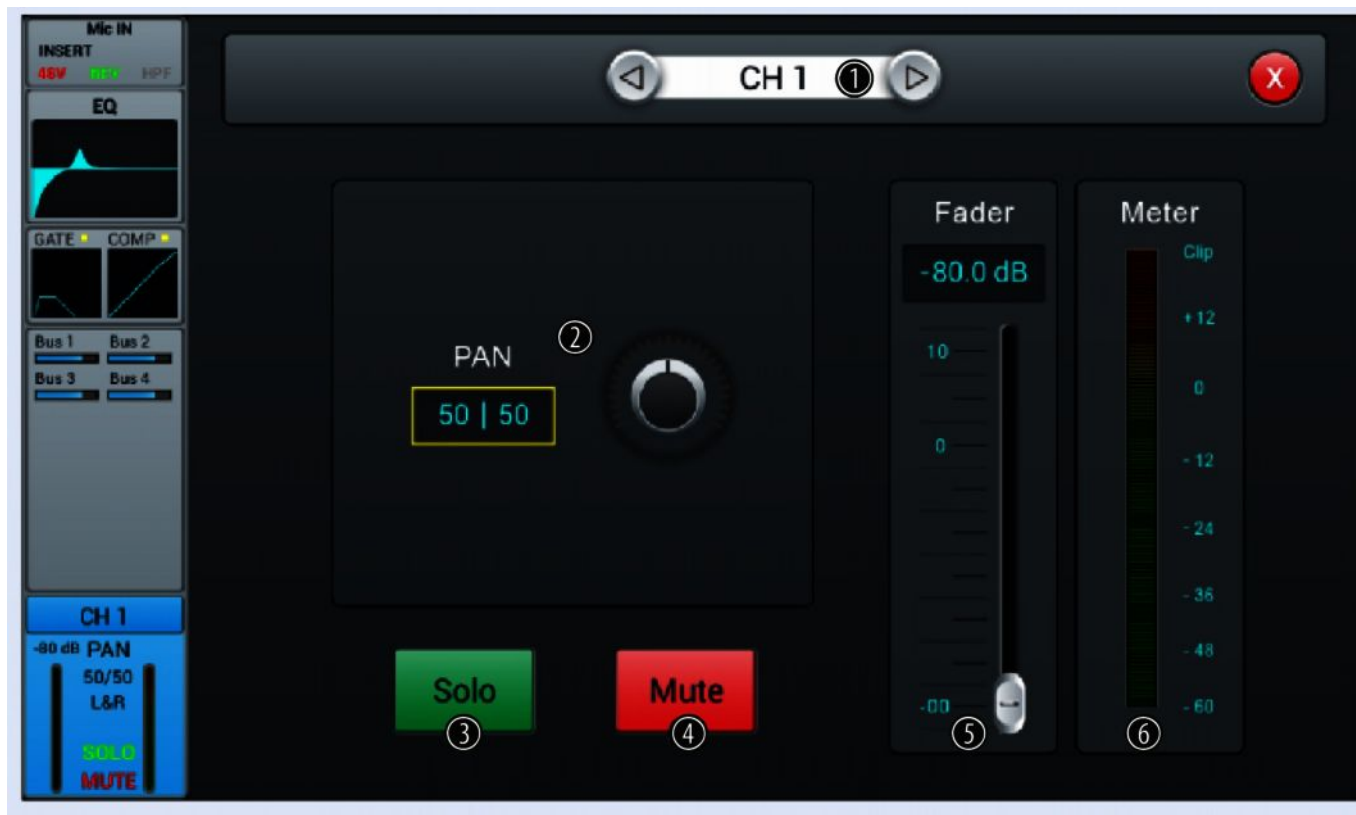 Mic IN
INSERT
48V REV HPF
EQ
GATE COMP
Bus 1 Bus 2
Bus 3 Bus 4
CH 1
-80 dB PAN
50/50
L&R
SOLO
MUTE
CH 1 ①
X
PAN ②
50 | 50
Solo
③
Mute
④
Fader
-80.0 dB
10
0
-00
⑤
Meter
Clip
+12
0
-12
-24
-36
-48
-60
⑥